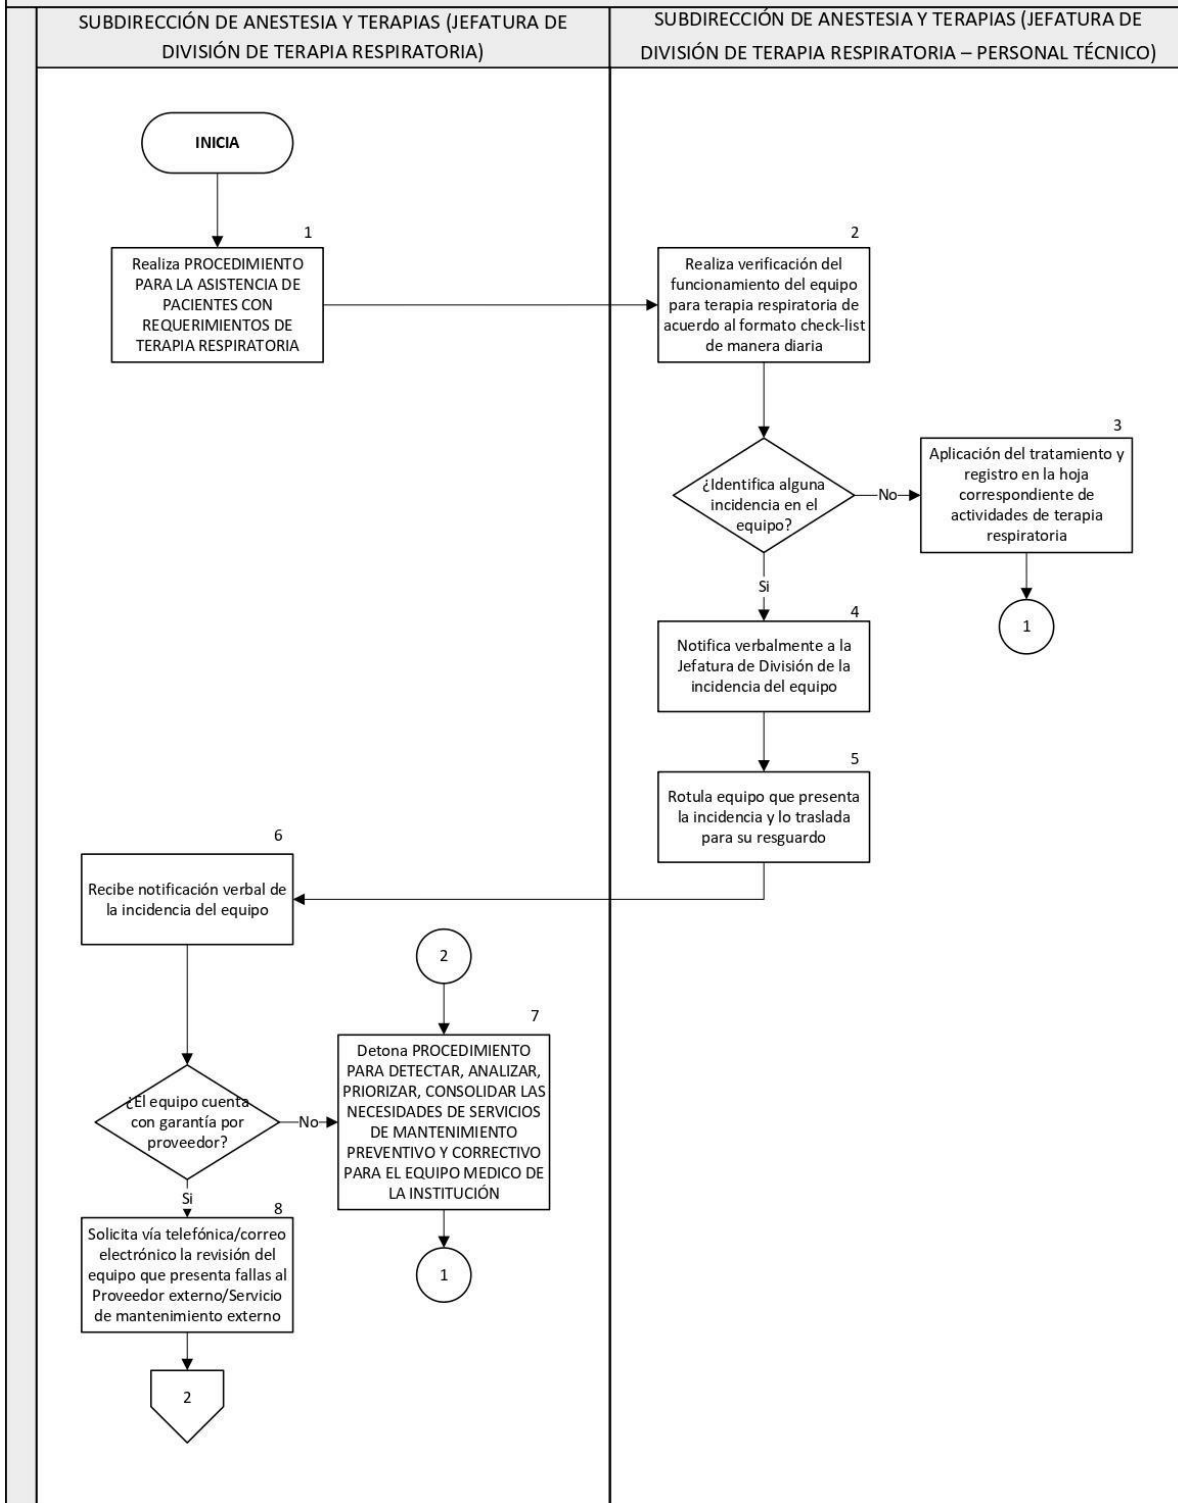 SUBDIRECCIÓN DE ANESTESIA Y TERAPIAS (JEFATURA DE
DIVISIÓN DE TERAPIA RESPIRATORIA)
SUBDIRECCIÓN DE ANESTESIA Y TERAPIAS (JEFATURA DE
DIVISIÓN DE TERAPIA RESPIRATORIA – PERSONAL TÉCNICO)
INICIA
1
Realiza PROCEDIMIENTO
PARA LA ASISTENCIA DE
PACIENTES CON
REQUERIMIENTOS DE
TERAPIA RESPIRATORIA
2
Realiza verificación del
funcionamiento del equipo
para terapia respiratoria de
acuerdo al formato check-list
de manera diaria
¿Identifica alguna
incidencia en el
equipo?
No
3
Aplicación del tratamiento y
registro en la hoja
correspondiente de
actividades de terapia
respiratoria
1
Si
4
Notifica verbalmente a la
Jefatura de División de la
incidencia del equipo
5
Rotula equipo que presenta
la incidencia y lo traslada
para su resguardo
6
Recibe notificación verbal de
la incidencia del equipo
2
¿El equipo cuenta
con garantía por
proveedor?
No
7
Detona PROCEDIMIENTO
PARA DETECTAR, ANALIZAR,
PRIORIZAR, CONSOLIDAR LAS
NECESIDADES DE SERVICIOS
DE MANTENIMIENTO
PREVENTIVO Y CORRECTIVO
PARA EL EQUIPO MEDICO DE
LA INSTITUCIÓN
1
Si
8
Solicita vía telefónica/correo
electrónico la revisión del
equipo que presenta fallas al
Proveedor externo/Servicio
de mantenimiento externo
2